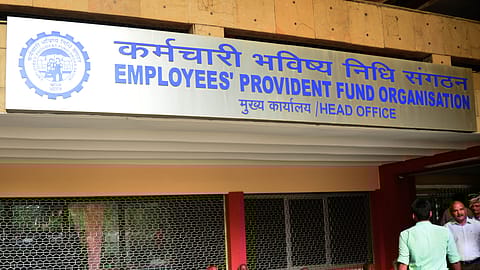 कर्मचारी भविष्य निधि संगठन
EMPLOYEES' PROVIDENT FUND ORGANISATION
मुख्य कार्यालय /HEAD OFFICE